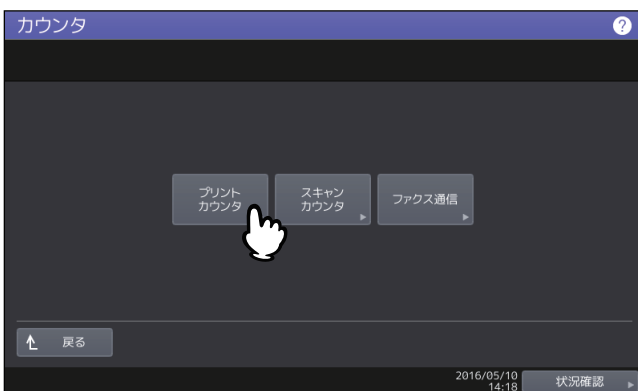 カウンタ
?
プリント
カウンタ
スキャン
カウンタ
ファクス通信
戻る
2016/05/10
14:18
状況確認